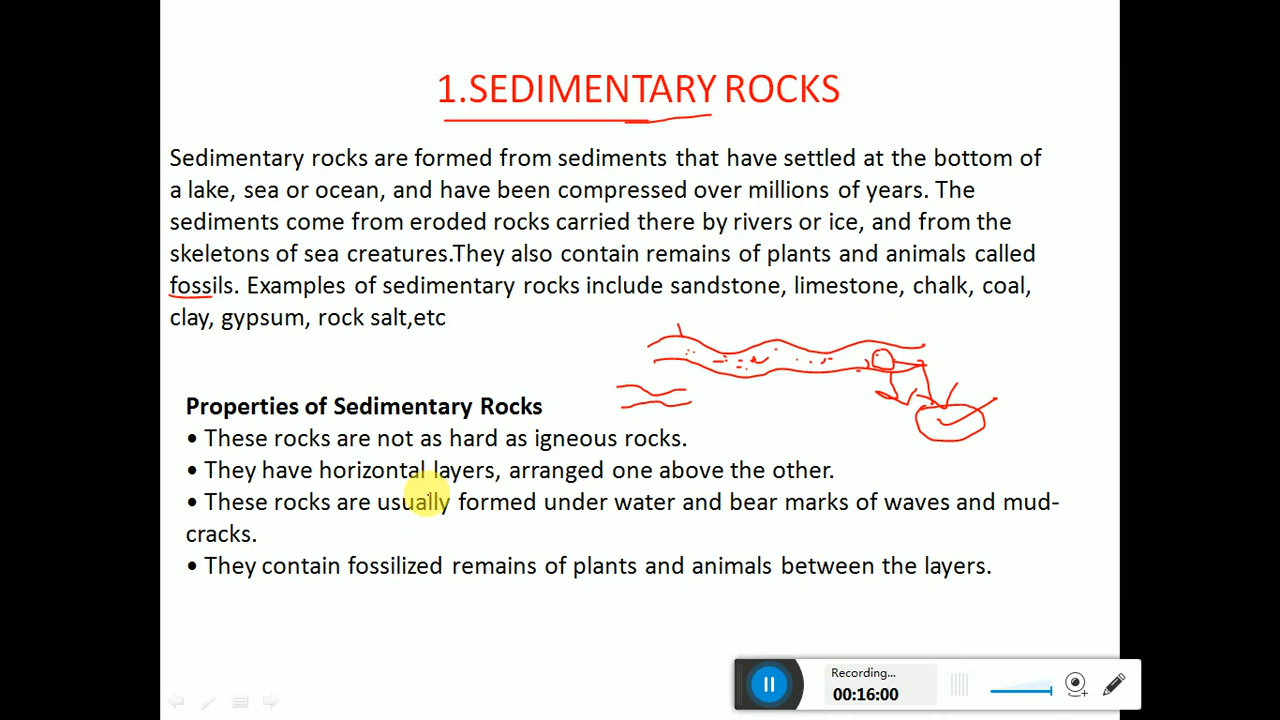 1.SEDIMENTARY ROCKS
Sedimentary rocks are formed from sediments that have settled at the bottom of
a lake, sea or ocean, and have been compressed over millions of years. The
sediments come from eroded rocks carried there by rivers or ice, and from the
skeletons of sea creatures.They also contain remains of plants and animals called
fossils. Examples of sedimentary rocks include sandstone, limestone, chalk, coal,
clay, gypsum, rock salt,etc
Properties of Sedimentary Rocks
• These rocks are not as hard as igneous rocks.
• They have horizontal layers, arranged one above the other.
• These rocks are usually formed under water and bear marks of waves and mud-
cracks.
• They contain fossilized remains of plants and animals between the layers.
Recording...
00:16:00